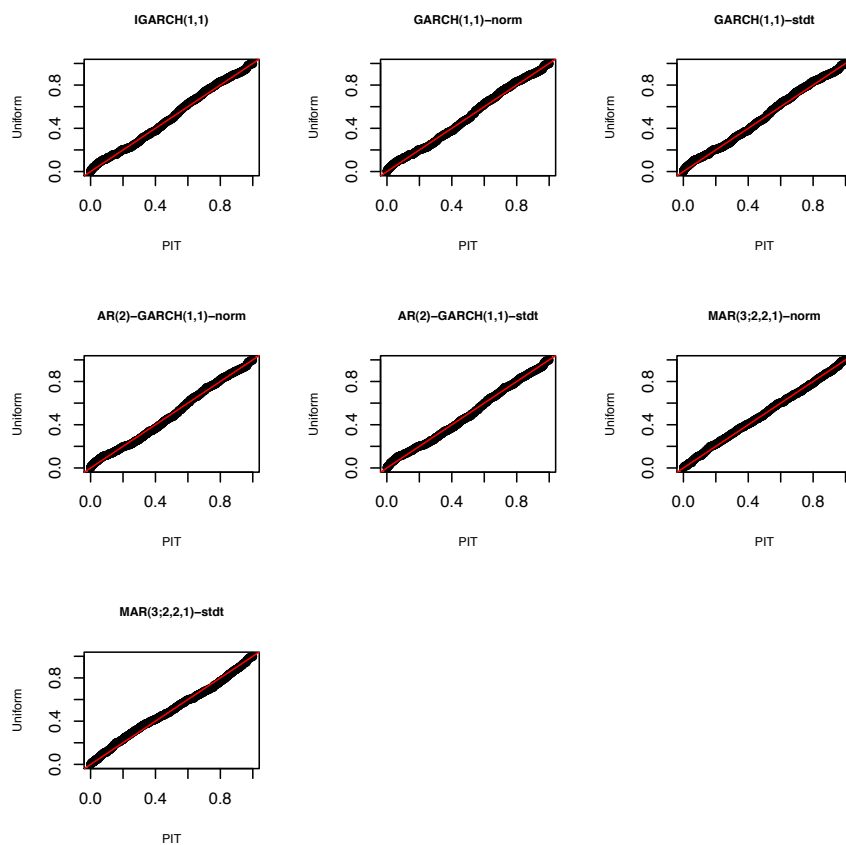 IGARCH(1,1)
GARCH(1,1)−norm
GARCH(1,1)−stdt
Uniform
0.0 0.4 0.8
0.0 0.4 0.8
PIT
Uniform
0.0 0.4 0.8
0.0 0.4 0.8
PIT
Uniform
0.0 0.4 0.8
0.0 0.4 0.8
PIT
AR(2)−GARCH(1,1)−norm
AR(2)−GARCH(1,1)−stdt
MAR(3;2,2,1)−norm
Uniform
0.0 0.4 0.8
0.0 0.4 0.8
PIT
Uniform
0.0 0.4 0.8
0.0 0.4 0.8
PIT
Uniform
0.0 0.4 0.8
0.0 0.4 0.8
PIT
MAR(3;2,2,1)−stdt
Uniform
0.0 0.4 0.8
0.0 0.4 0.8
PIT